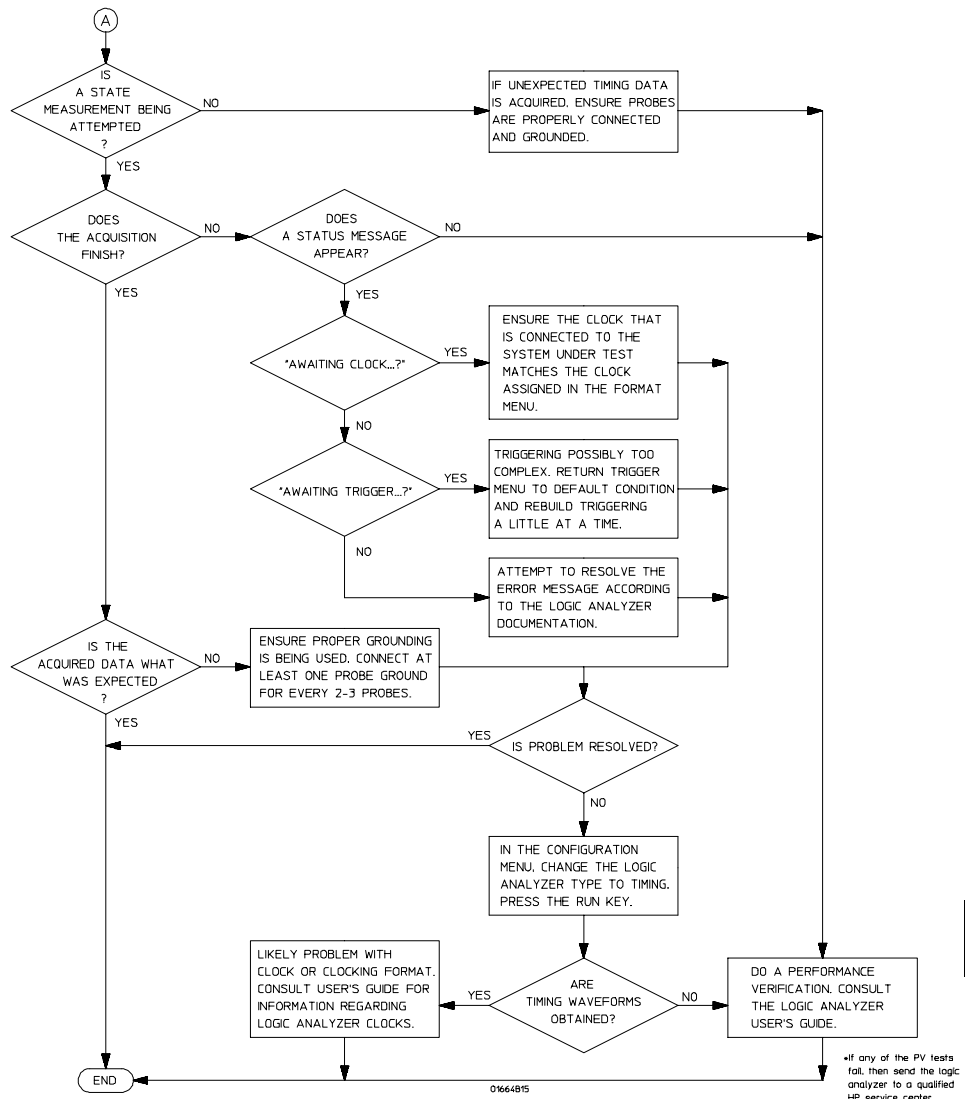 A
IS
A STATE
MEASUREMENT BEING
ATTEMPTED
?
NO
IF UNEXPECTED TIMING DATA
IS ACQUIRED, ENSURE PROBES
ARE PROPERLY CONNECTED
AND GROUNDED.
YES
DOES
THE ACQUISITION
FINISH?
NO
DOES
A STATUS MESSAGE
APPEAR?
NO
YES
YES
"AWAITING CLOCK...?"
YES
ENSURE THE CLOCK THAT
IS CONNECTED TO THE
SYSTEM UNDER TEST
MATCHES THE CLOCK
ASSIGNED IN THE FORMAT
MENU.
NO
"AWAITING TRIGGER...?"
YES
TRIGGERING POSSIBLY TOO
COMPLEX. RETURN TRIGGER
MENU TO DEFAULT CONDITION
AND REBUILD TRIGGERING
A LITTLE AT A TIME.
NO
ATTEMPT TO RESOLVE THE
ERROR MESSAGE ACCORDING
TO THE LOGIC ANALYZER
DOCUMENTATION.
IS THE
ACQUIRED DATA WHAT
WAS EXPECTED
?
NO
ENSURE PROPER GROUNDING
IS BEING USED. CONNECT AT
LEAST ONE PROBE GROUND
FOR EVERY 2-3 PROBES.
YES
YES
IS PROBLEM RESOLVED?
NO
IN THE CONFIGURATION
MENU, CHANGE THE LOGIC
ANALYZER TYPE TO TIMING.
PRESS THE RUN KEY.
LIKELY PROBLEM WITH
CLOCK OR CLOCKING FORMAT.
CONSULT USER'S GUIDE FOR
INFORMATION REGARDING
LOGIC ANALYZER CLOCKS.
YES
ARE
TIMING WAVEFORMS
OBTAINED?
NO
DO A PERFORMANCE
VERIFICATION. CONSULT
THE LOGIC ANALYZER
USER'S GUIDE.
END
01664B15
*If any of the PV tests
fail, then send the logic
analyzer to a qualified
HP service center.